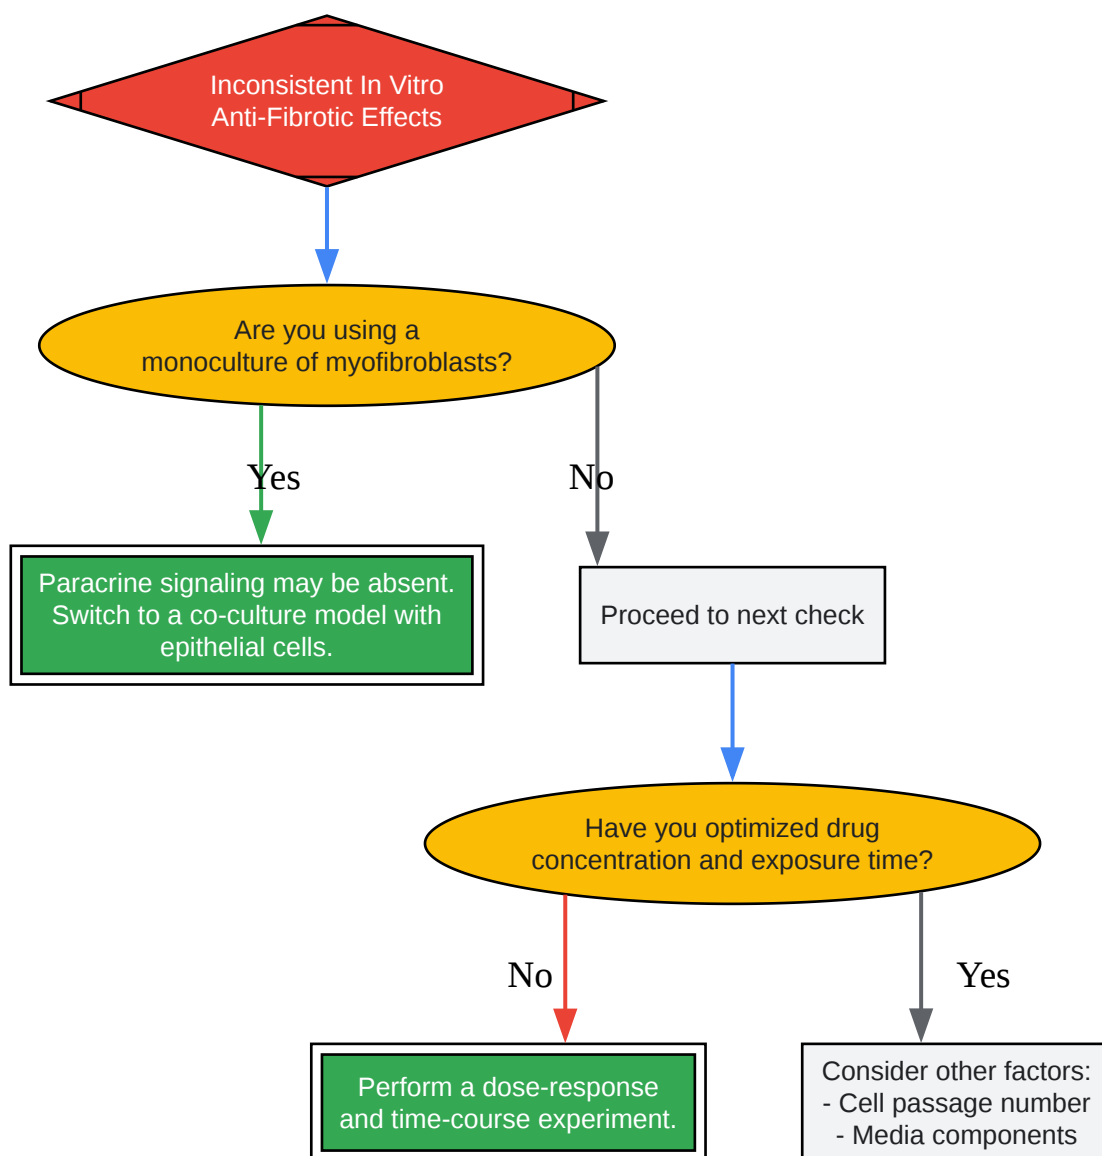 Inconsistent In Vitro
Anti-Fibrotic Effects
Are you using a
monoculture of myofibroblasts?
Yes
No
Paracrine signaling may be absent.
Switch to a co-culture model with
epithelial cells.
Proceed to next check
Have you optimized drug
concentration and exposure time?
No
Yes
Perform a dose-response
and time-course experiment.
Consider other factors:
- Cell passage number
- Media components